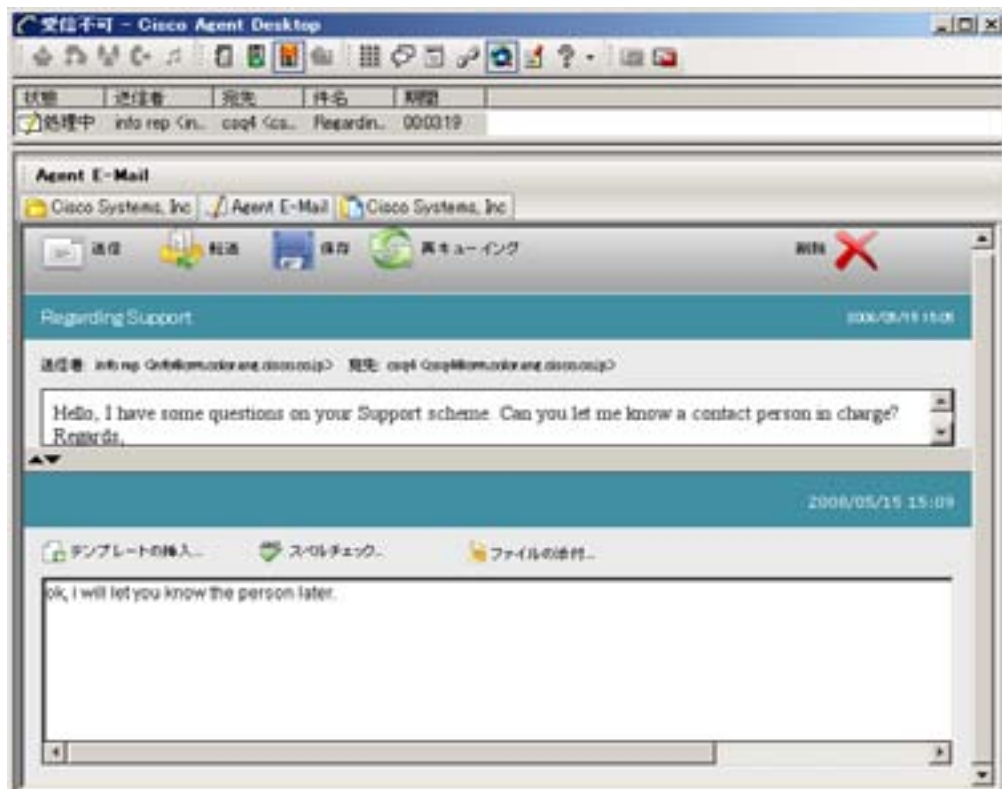 受信不可 - Cisco Agent Desktop
状態 送信者 宛先 件名 期間
処理中 info rep <in... csq4 <cs... Regardin... 00:03:19
Agent E-Mail
Cisco Systems, Inc Agent E-Mail Cisco Systems, Inc
送信 転送 保存 再キューイング 削除
Regarding Support
送信者: info rep 宛先: csq4
Hello, I have some questions on your Support scheme. Can you let me know a contact person in charge?
Regards,
2008/05/15 15:09
テンプレートの挿入... スペルチェック... ファイルの添付...
ok, i will let you know the person later.